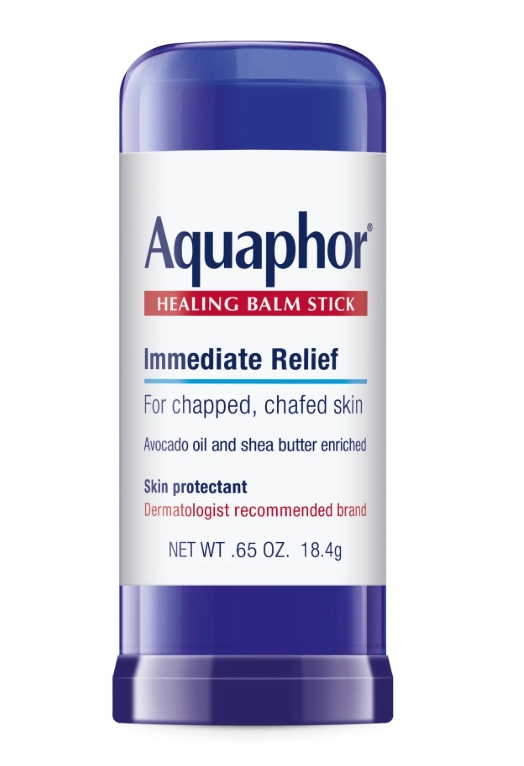 Aquaphor®
HEALING BALM STICK
Immediate Relief
For chapped, chafed skin
Avocado oil and shea butter enriched
Skin protectant
Dermatologist recommended brand
NET WT .65 OZ. 18.4g